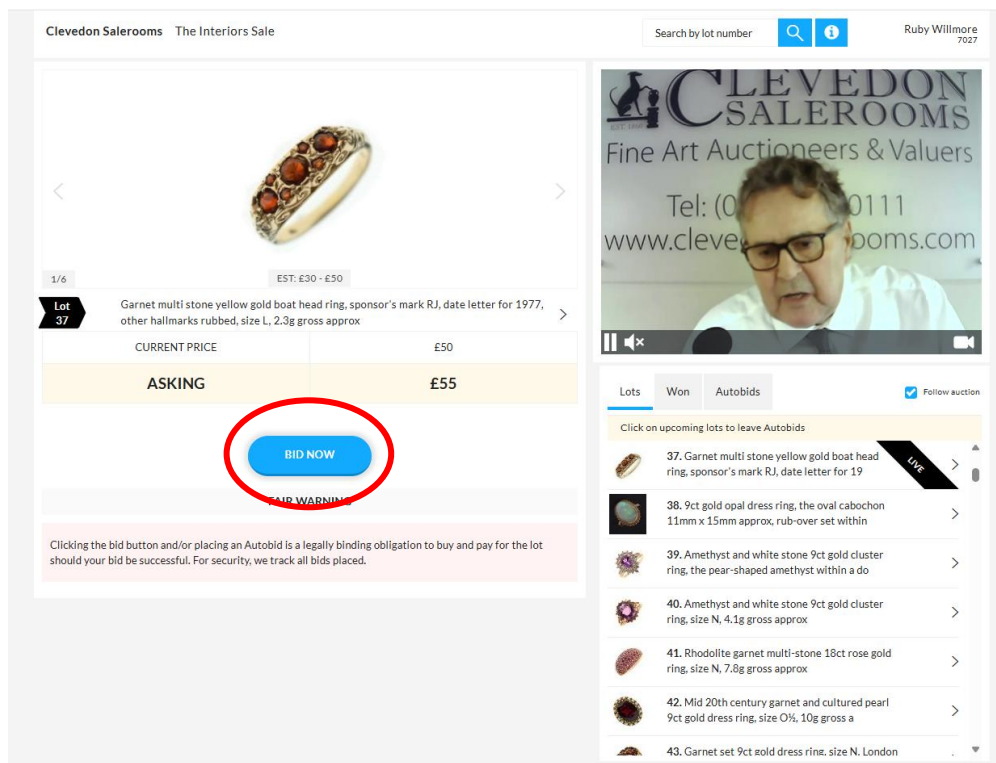 Clevedon Salerooms The Interiors Sale
Search by lot number
Ruby Willmore
7027
1/6
EST: £30 - £50
Lot
37
Garnet multi stone yellow gold boat head ring, sponsor's mark RJ, date letter for 1977,
other hallmarks rubbed, size L, 2.3g gross approx
CURRENT PRICE £50
ASKING £55
BID NOW
FAIR WARNING
Clicking the bid button and/or placing an Autobid is a legally binding obligation to buy and pay for the lot
should your bid be successful. For security, we track all bids placed.
CLEVEDON
SALEROOMS
Fine Art Auctioneers & Valuers
Tel: (0 0111
www.cleve ooms.com
Lots Won Autobids Follow auction
Click on upcoming lots to leave Autobids
37. Garnet multi stone yellow gold boat head
ring, sponsor's mark RJ, date letter for 19
LIVE
38. 9ct gold opal dress ring, the oval cabochon
11mm x 15mm approx, rub-over set within
39. Amethyst and white stone 9ct gold cluster
ring, the pear-shaped amethyst within a do
40. Amethyst and white stone 9ct gold cluster
ring, size N, 4.1g gross approx
41. Rhodolite garnet multi-stone 18ct rose gold
ring, size N, 7.8g gross approx
42. Mid 20th century garnet and cultured pearl
9ct gold dress ring, size O½, 10g gross a
43. Garnet set 9ct gold dress ring, size N, London